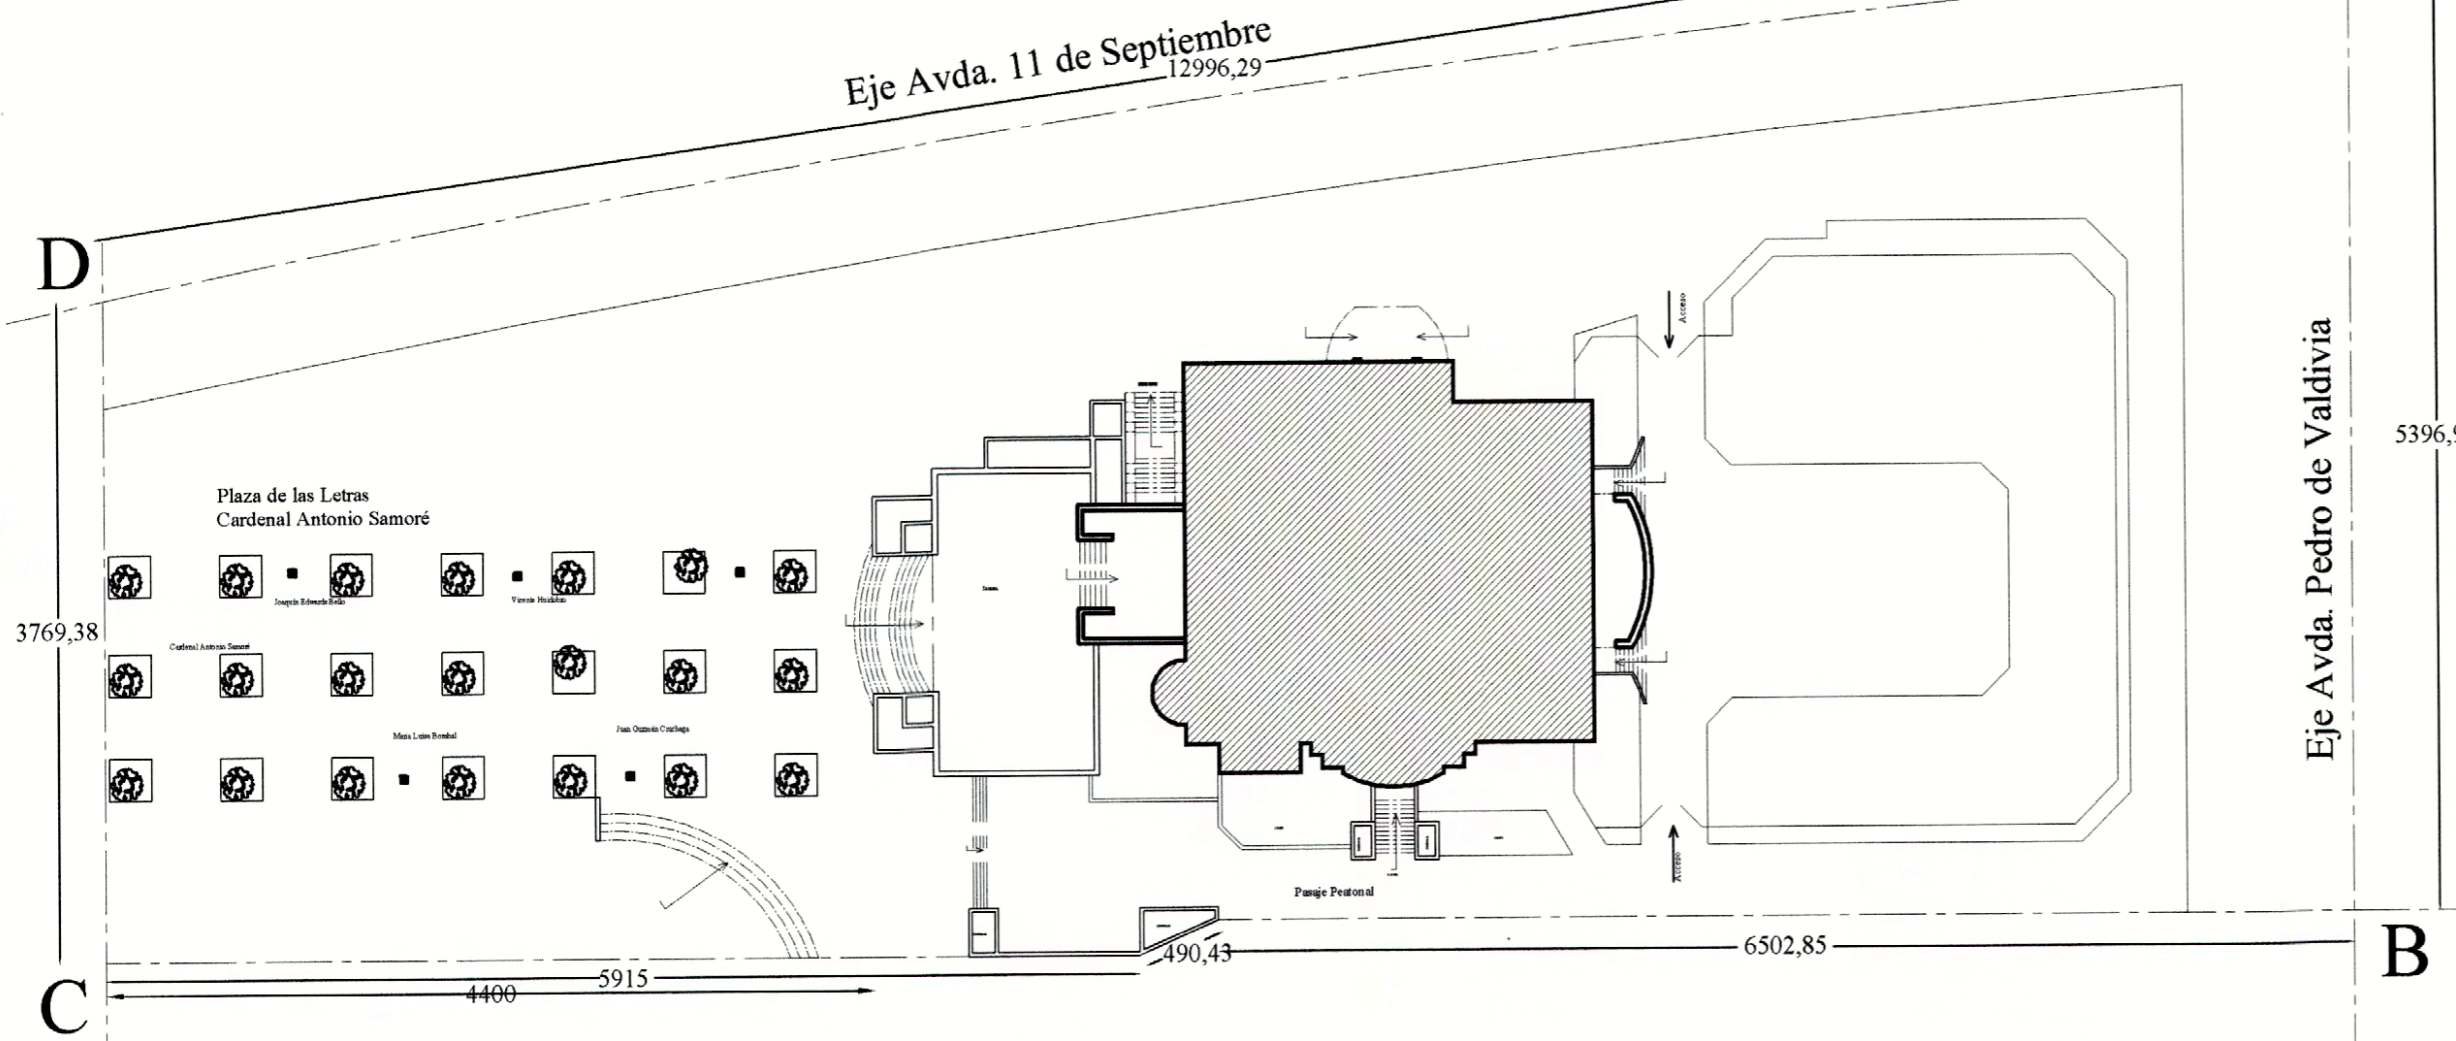 Eje Avda. 11 de Septiembre
12996,29
D
Acceso
Eje Avda. Pedro de Valdivia
Plaza de las Letras
Cardenal Antonio Samoré
Joaquín Edwards Bello
Vicente Huidobro
3769,38
Cardenal Antonio Samoré
María Luisa Bombal
Juan Guzmán Cruchaga
Acceso
Pasaje Peatonal
490,43
6502,85
B
5915
4400
C